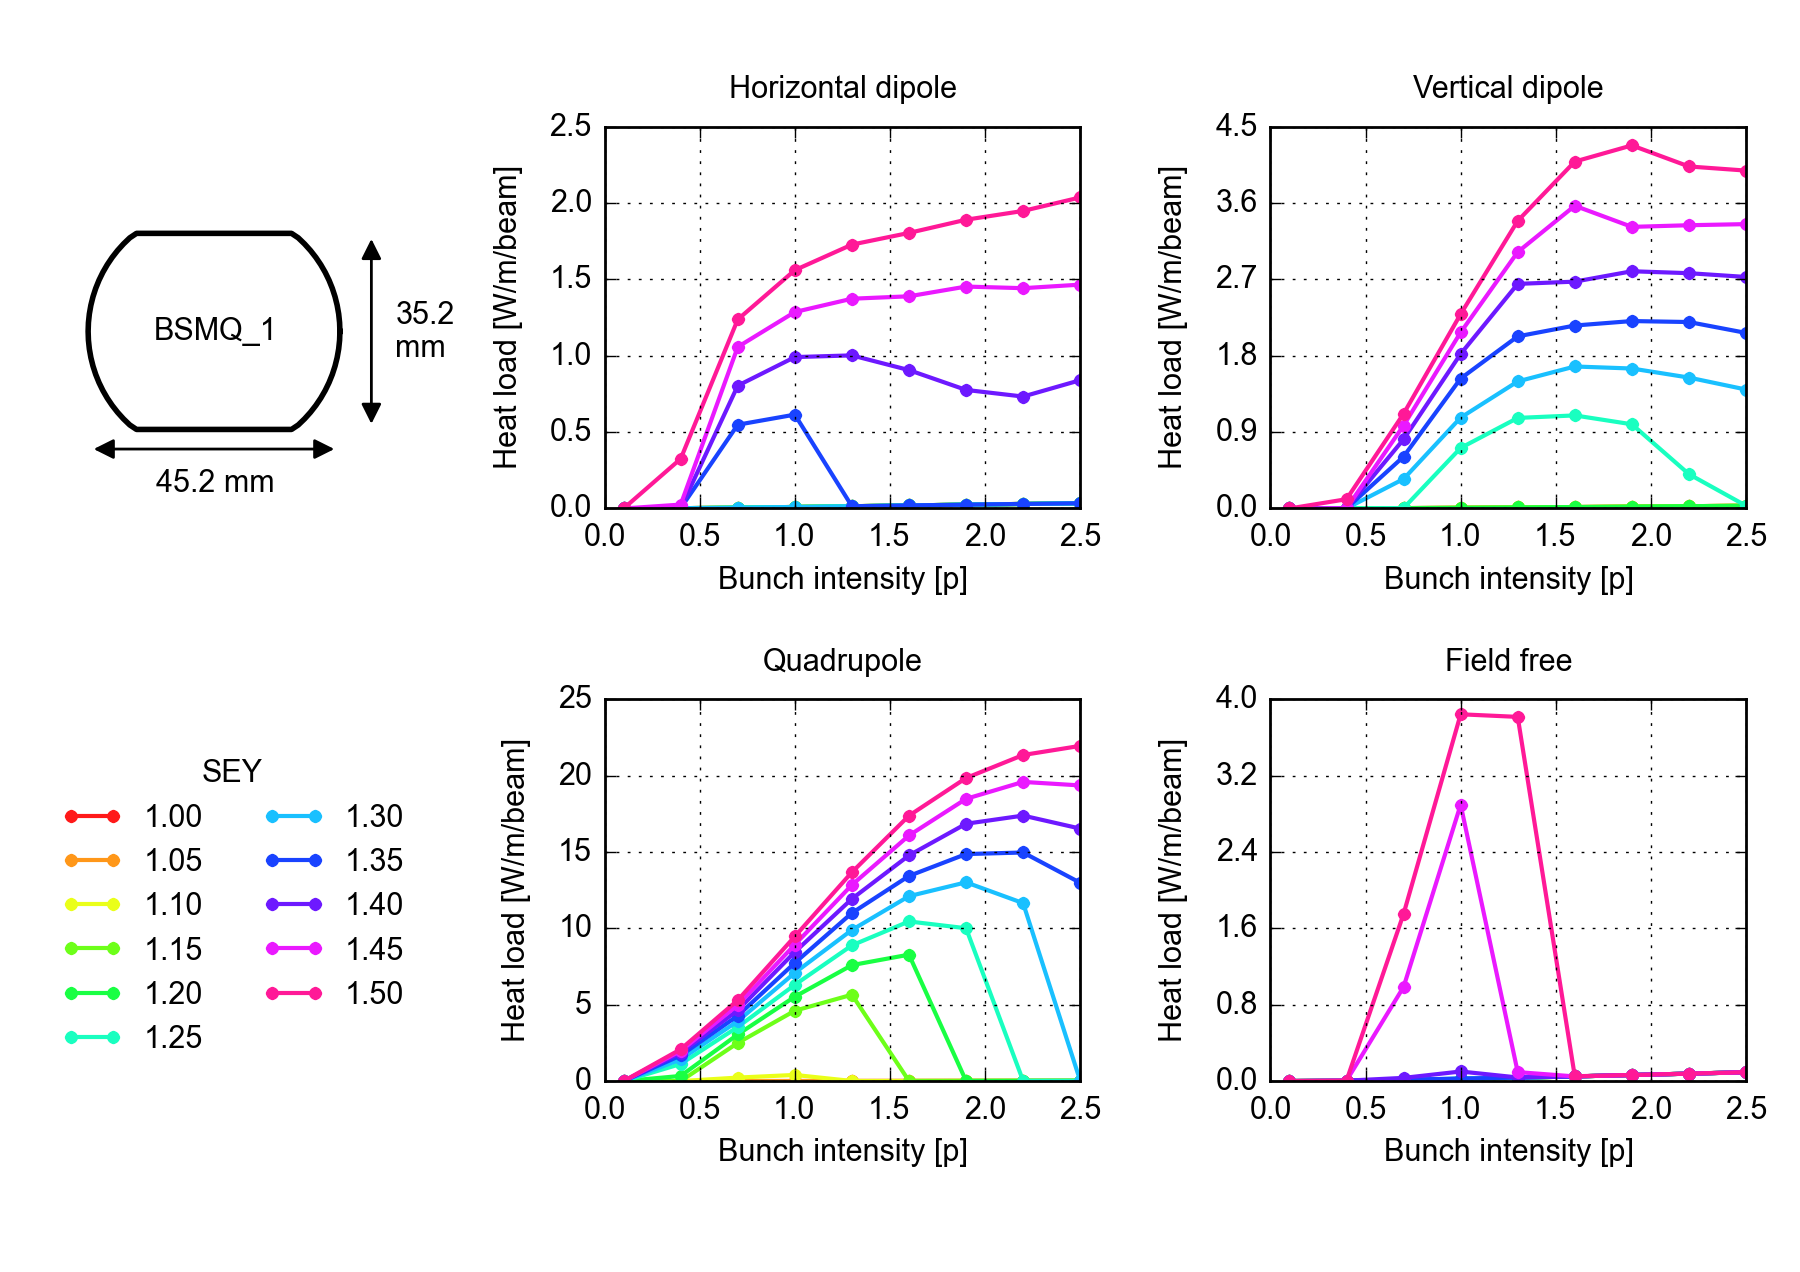 Horizontal dipole
2.5
2.0
1.5
1.0
0.5
0.0
Heat load [W/m/beam]
0.0 0.5 1.0 1.5 2.0 2.5
Bunch intensity [p]
Vertical dipole
4.5
3.6
2.7
1.8
0.9
0.0
Heat load [W/m/beam]
0.0 0.5 1.0 1.5 2.0 2.5
Bunch intensity [p]
BSMQ_1
35.2
mm
45.2 mm
SEY
1.00
1.05
1.10
1.15
1.20
1.25
1.30
1.35
1.40
1.45
1.50
Quadrupole
25
20
15
10
5
0
Heat load [W/m/beam]
0.0 0.5 1.0 1.5 2.0 2.5
Bunch intensity [p]
Field free
4.0
3.2
2.4
1.6
0.8
0.0
Heat load [W/m/beam]
0.0 0.5 1.0 1.5 2.0 2.5
Bunch intensity [p]